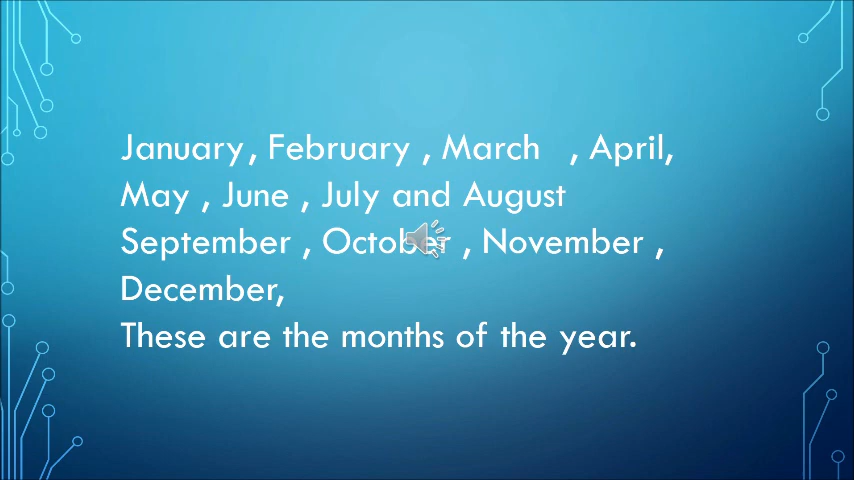 January, February , March , April,
May , June , July and August
September , October , November ,
December,
These are the months of the year.